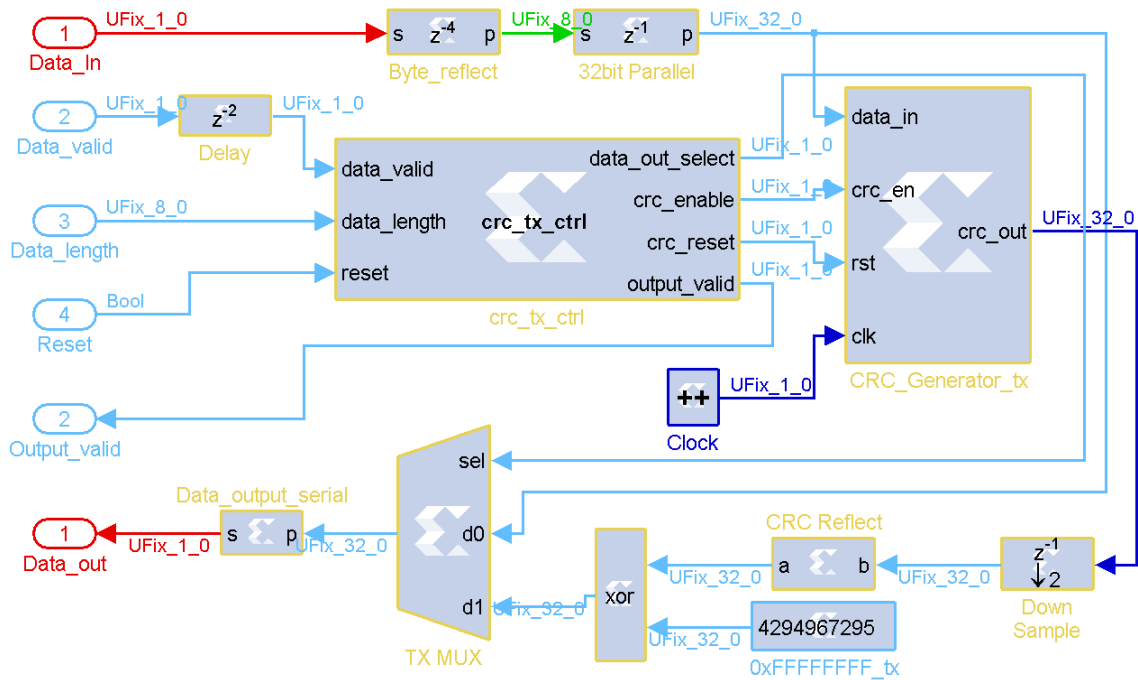 1
UFix_1_0
s
z-4
p
UFix_8_0
s
z-1
p
UFix_32_0
Data_In
Byte_reflect
32bit Parallel
2
UFix_1_0
z-2
UFix_1_0
Data_valid
Delay
data_valid
data_length
reset
crc_tx_ctrl
data_out_select
crc_enable
crc_reset
output_valid
crc_tx_ctrl
UFix_1_0
UFix_1_0
UFix_1_0
UFix_1_0
data_in
crc_en
rst
clk
crc_out
UFix_32_0
CRC_Generator_tx
3
UFix_8_0
Data_length
4
Bool
Reset
++
UFix_1_0
Clock
2
Output_valid
sel
d0
d1
TX MUX
Data_output_serial
1
UFix_1_0
s
p
UFix_32_0
Data_out
CRC Reflect
a
b
UFix_32_0
UFix_32_0
z-1
↓2
Down
Sample
xor
UFix_32_0
UFix_32_0
4294967295
0xFFFFFFFF_tx